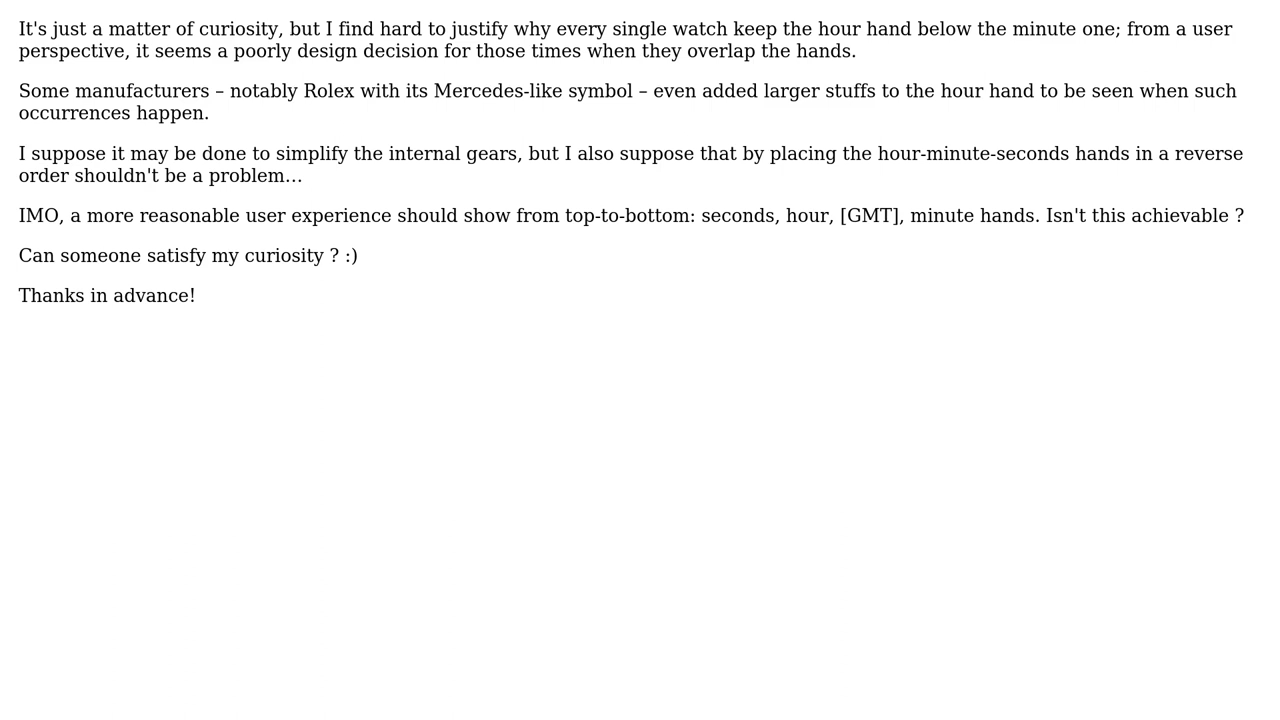 It's just a matter of curiosity, but I find hard to justify why every single watch keep the hour hand below the minute one; from a user
perspective, it seems a poorly design decision for those times when they overlap the hands.
Some manufacturers – notably Rolex with its Mercedes-like symbol – even added larger stuffs to the hour hand to be seen when such
occurrences happen.
I suppose it may be done to simplify the internal gears, but I also suppose that by placing the hour-minute-seconds hands in a reverse
order shouldn't be a problem…
IMO, a more reasonable user experience should show from top-to-bottom: seconds, hour, [GMT], minute hands. Isn't this achievable ?
Can someone satisfy my curiosity ? :)
Thanks in advance!